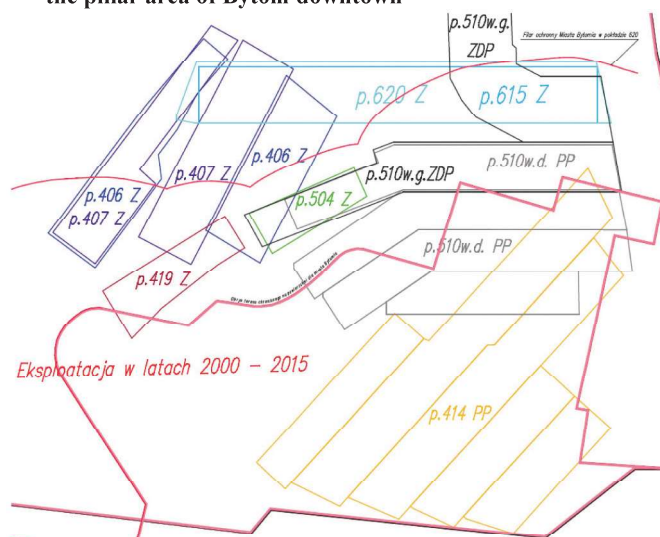 the pillar area of Bytom downtown
p.510w.g.
ZDP
Filar ochronny Miasta Bytomia w pokładzie 620
p.620 Z
p.615 Z
p.406 Z
p.407 Z
p.510w.g.ZDP
p.510w.d. PP
p.406 Z
p.407 Z
p.504 Z
p.510w.d. PP
p.419 Z
Eksploatacja w latach 2000 - 2015
p.414 PP